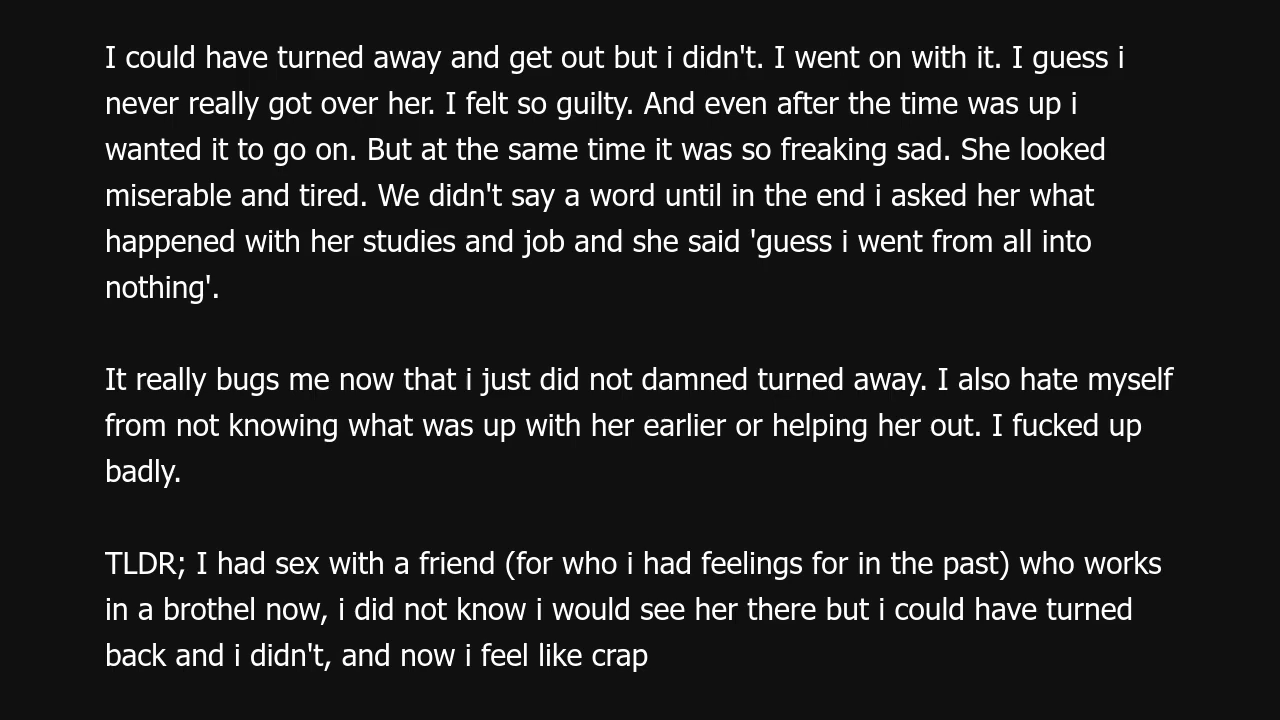 I could have turned away and get out but i didn't. I went on with it. I guess i
never really got over her. I felt so guilty. And even after the time was up i
wanted it to go on. But at the same time it was so freaking sad. She looked
miserable and tired. We didn't say a word until in the end i asked her what
happened with her studies and job and she said 'guess i went from all into
nothing'.
It really bugs me now that i just did not damned turned away. I also hate myself
from not knowing what was up with her earlier or helping her out. I fucked up
badly.
TLDR; I had sex with a friend (for who i had feelings for in the past) who works
in a brothel now, i did not know i would see her there but i could have turned
back and i didn't, and now i feel like crap